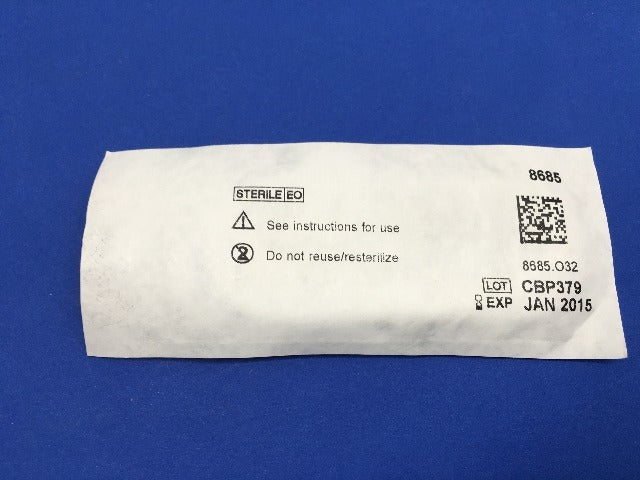 8685
STERILE EO
See instructions for use
Do not reuse/resterilize
8685.O32
LOT CBP379
EXP JAN 2015